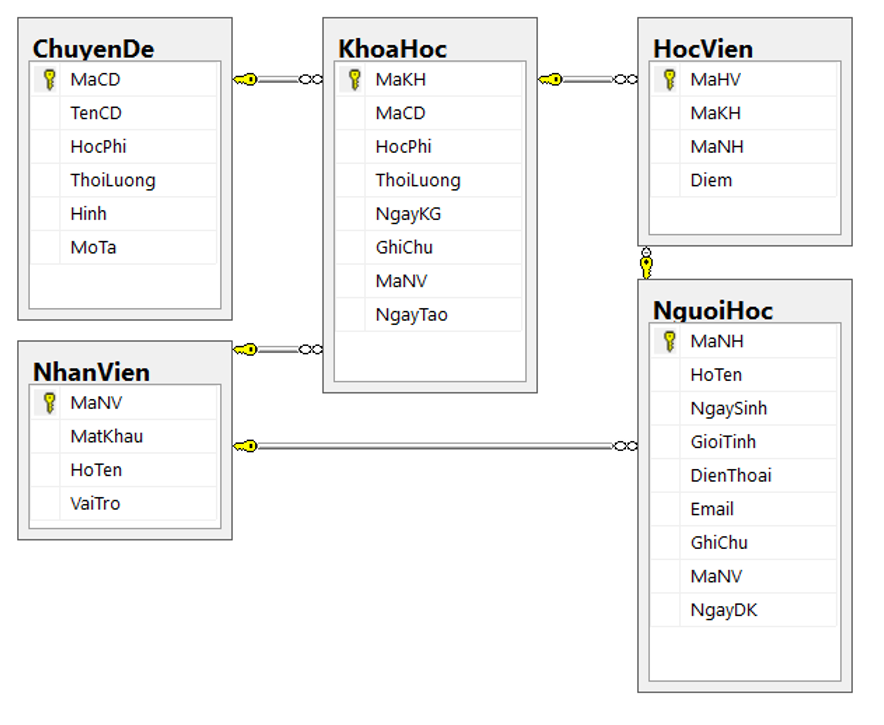 ChuyenDe
MaCD
TenCD
HocPhi
ThoiLuong
Hinh
MoTa
KhoaHoc
MaKH
MaCD
HocPhi
ThoiLuong
NgayKG
GhiChu
MaNV
NgayTao
HocVien
MaHV
MaKH
MaNH
Diem
NhanVien
MaNV
MatKhau
HoTen
VaiTro
NguoiHoc
MaNH
HoTen
NgaySinh
GioiTinh
DienThoai
Email
GhiChu
MaNV
NgayDK